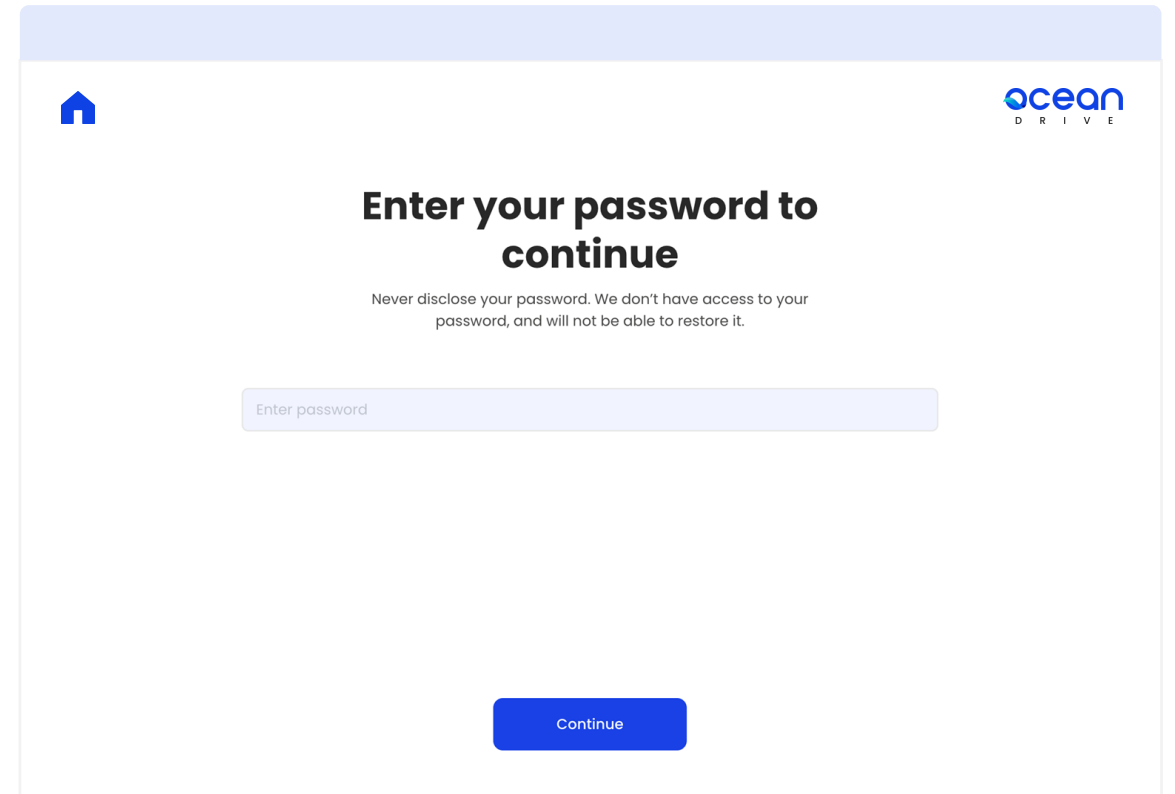 ocean
DRIVE
Enter your password to
continue
Never disclose your password. We don’t have access to your
password, and will not be able to restore it.
Enter password
Continue